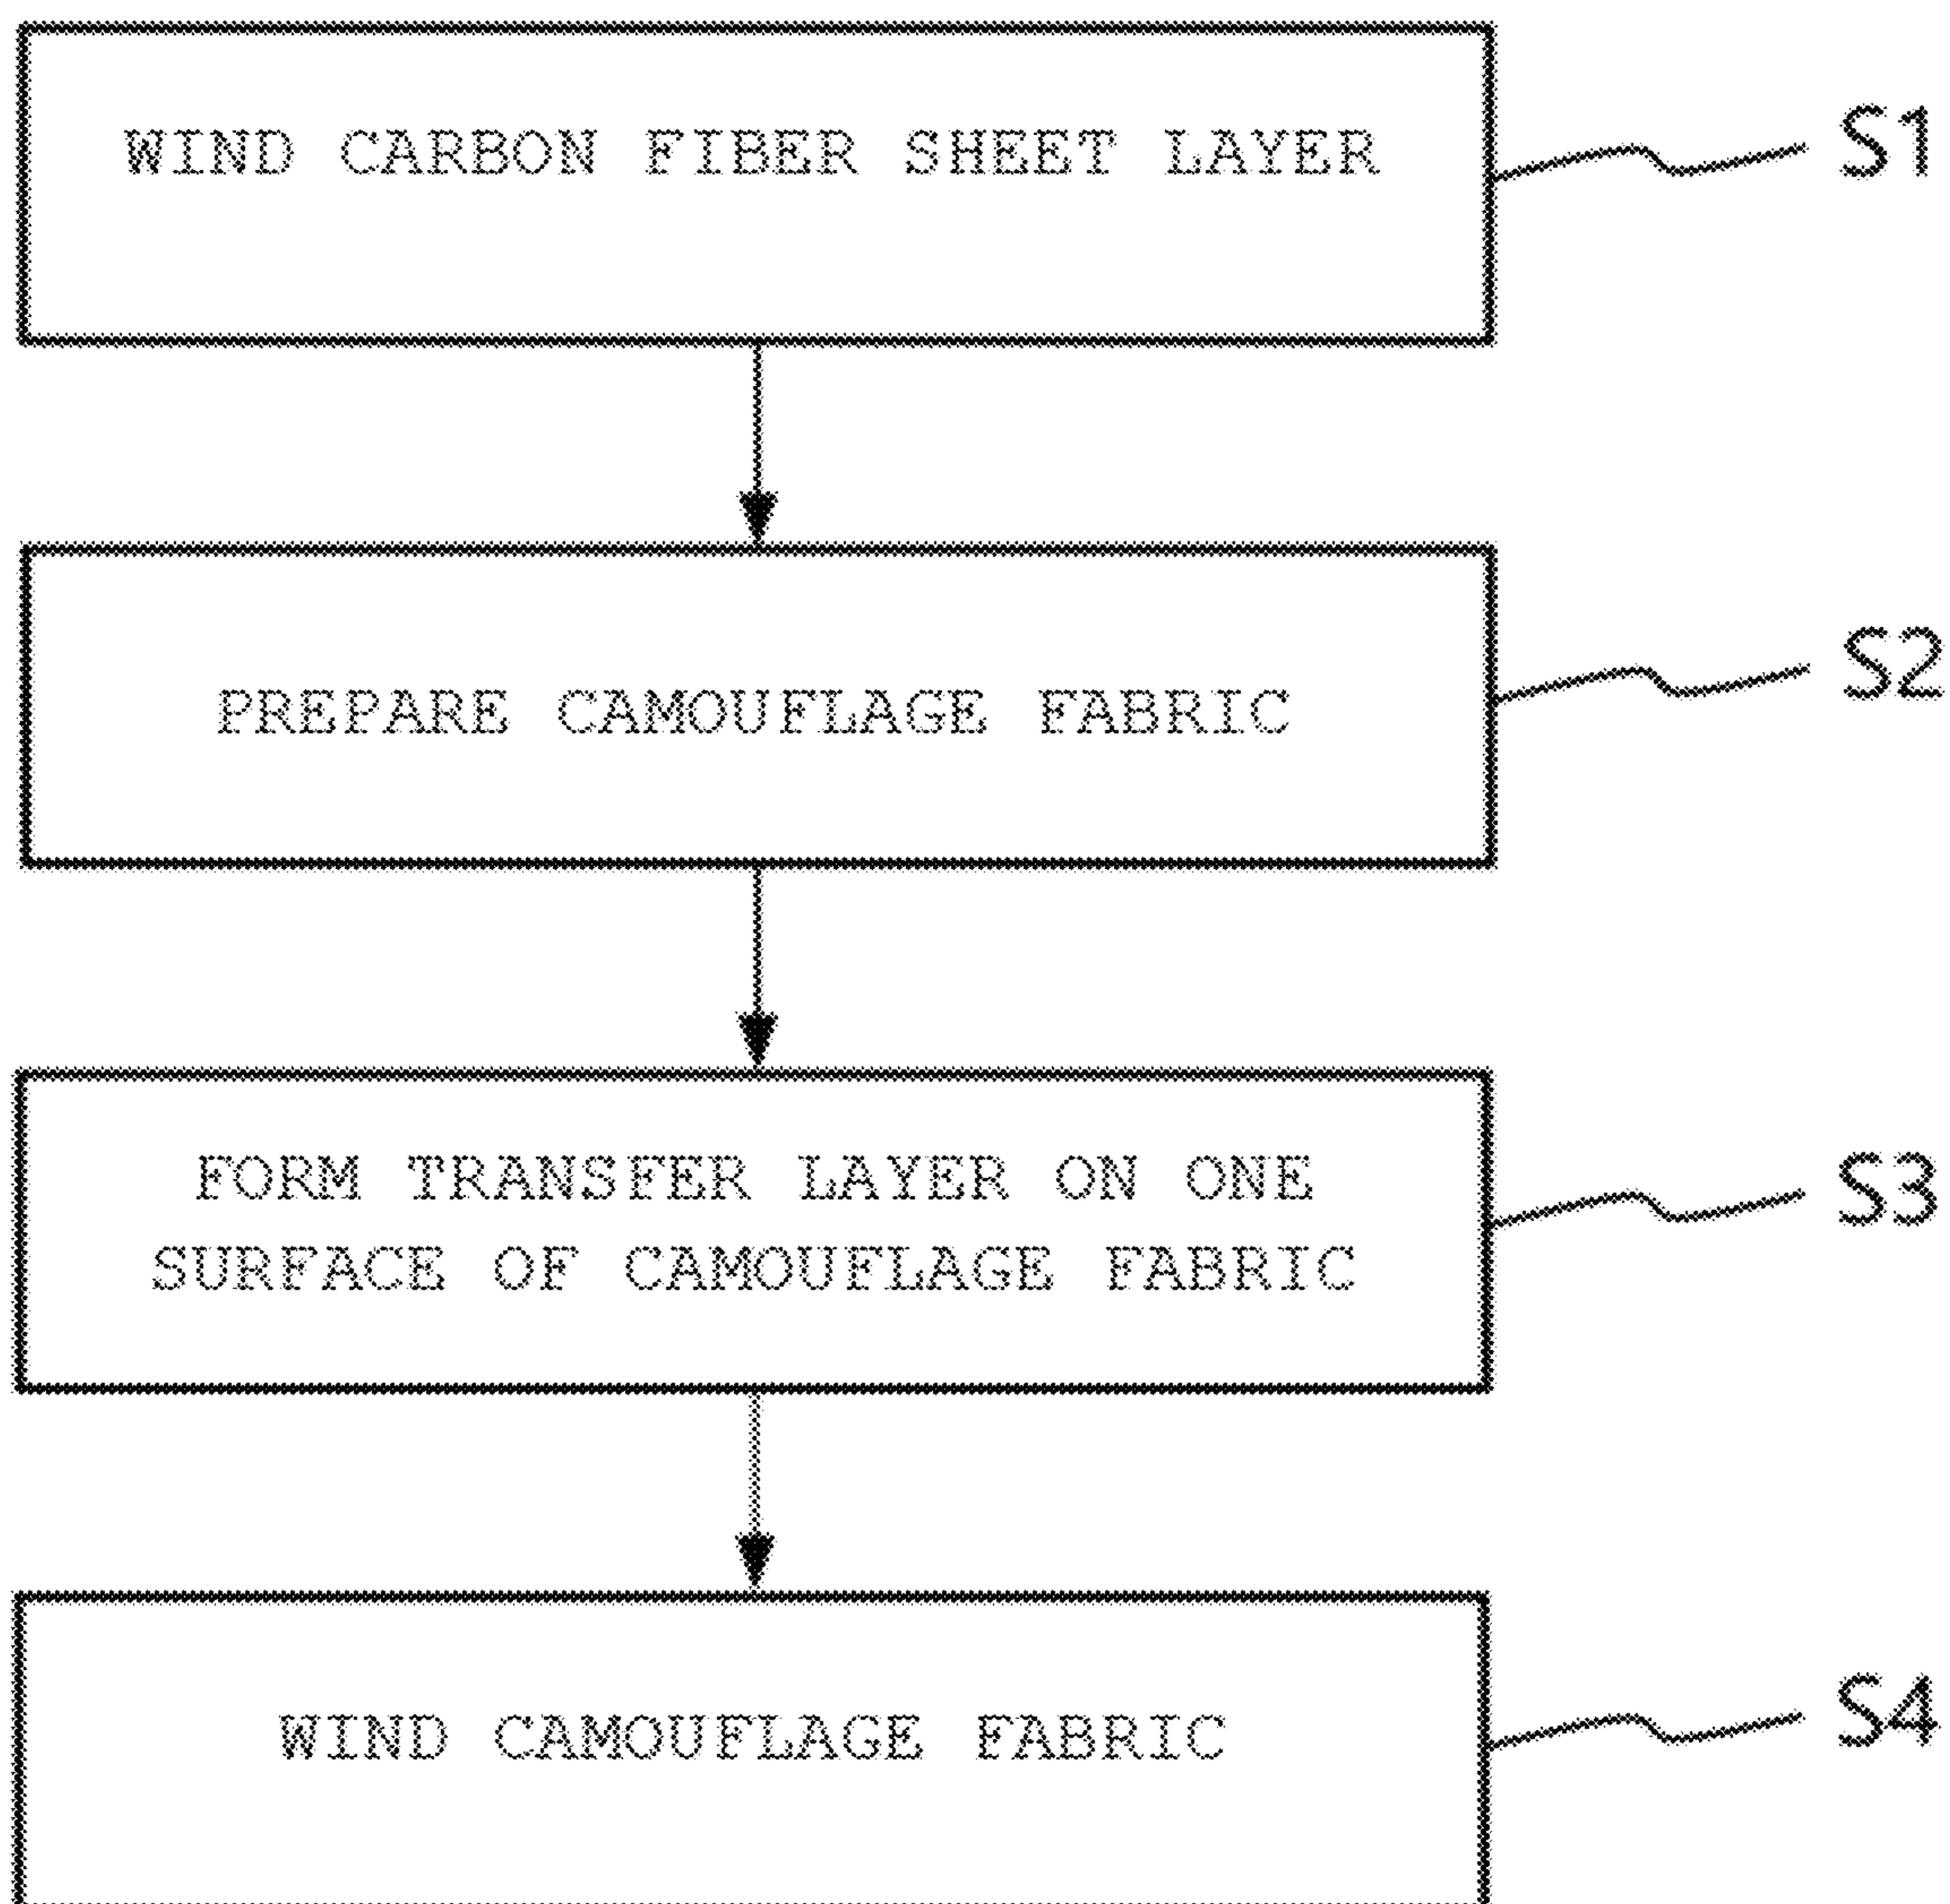 WIND CARBON FIBER SHEET LAYER
S1
PREPARE CAMOUFLAGE FABRIC
S2
FORM TRANSFER LAYER ON ONE
SURFACE OF CAMOUFLAGE FABRIC
S3
WIND CAMOUFLAGE FABRIC
S4